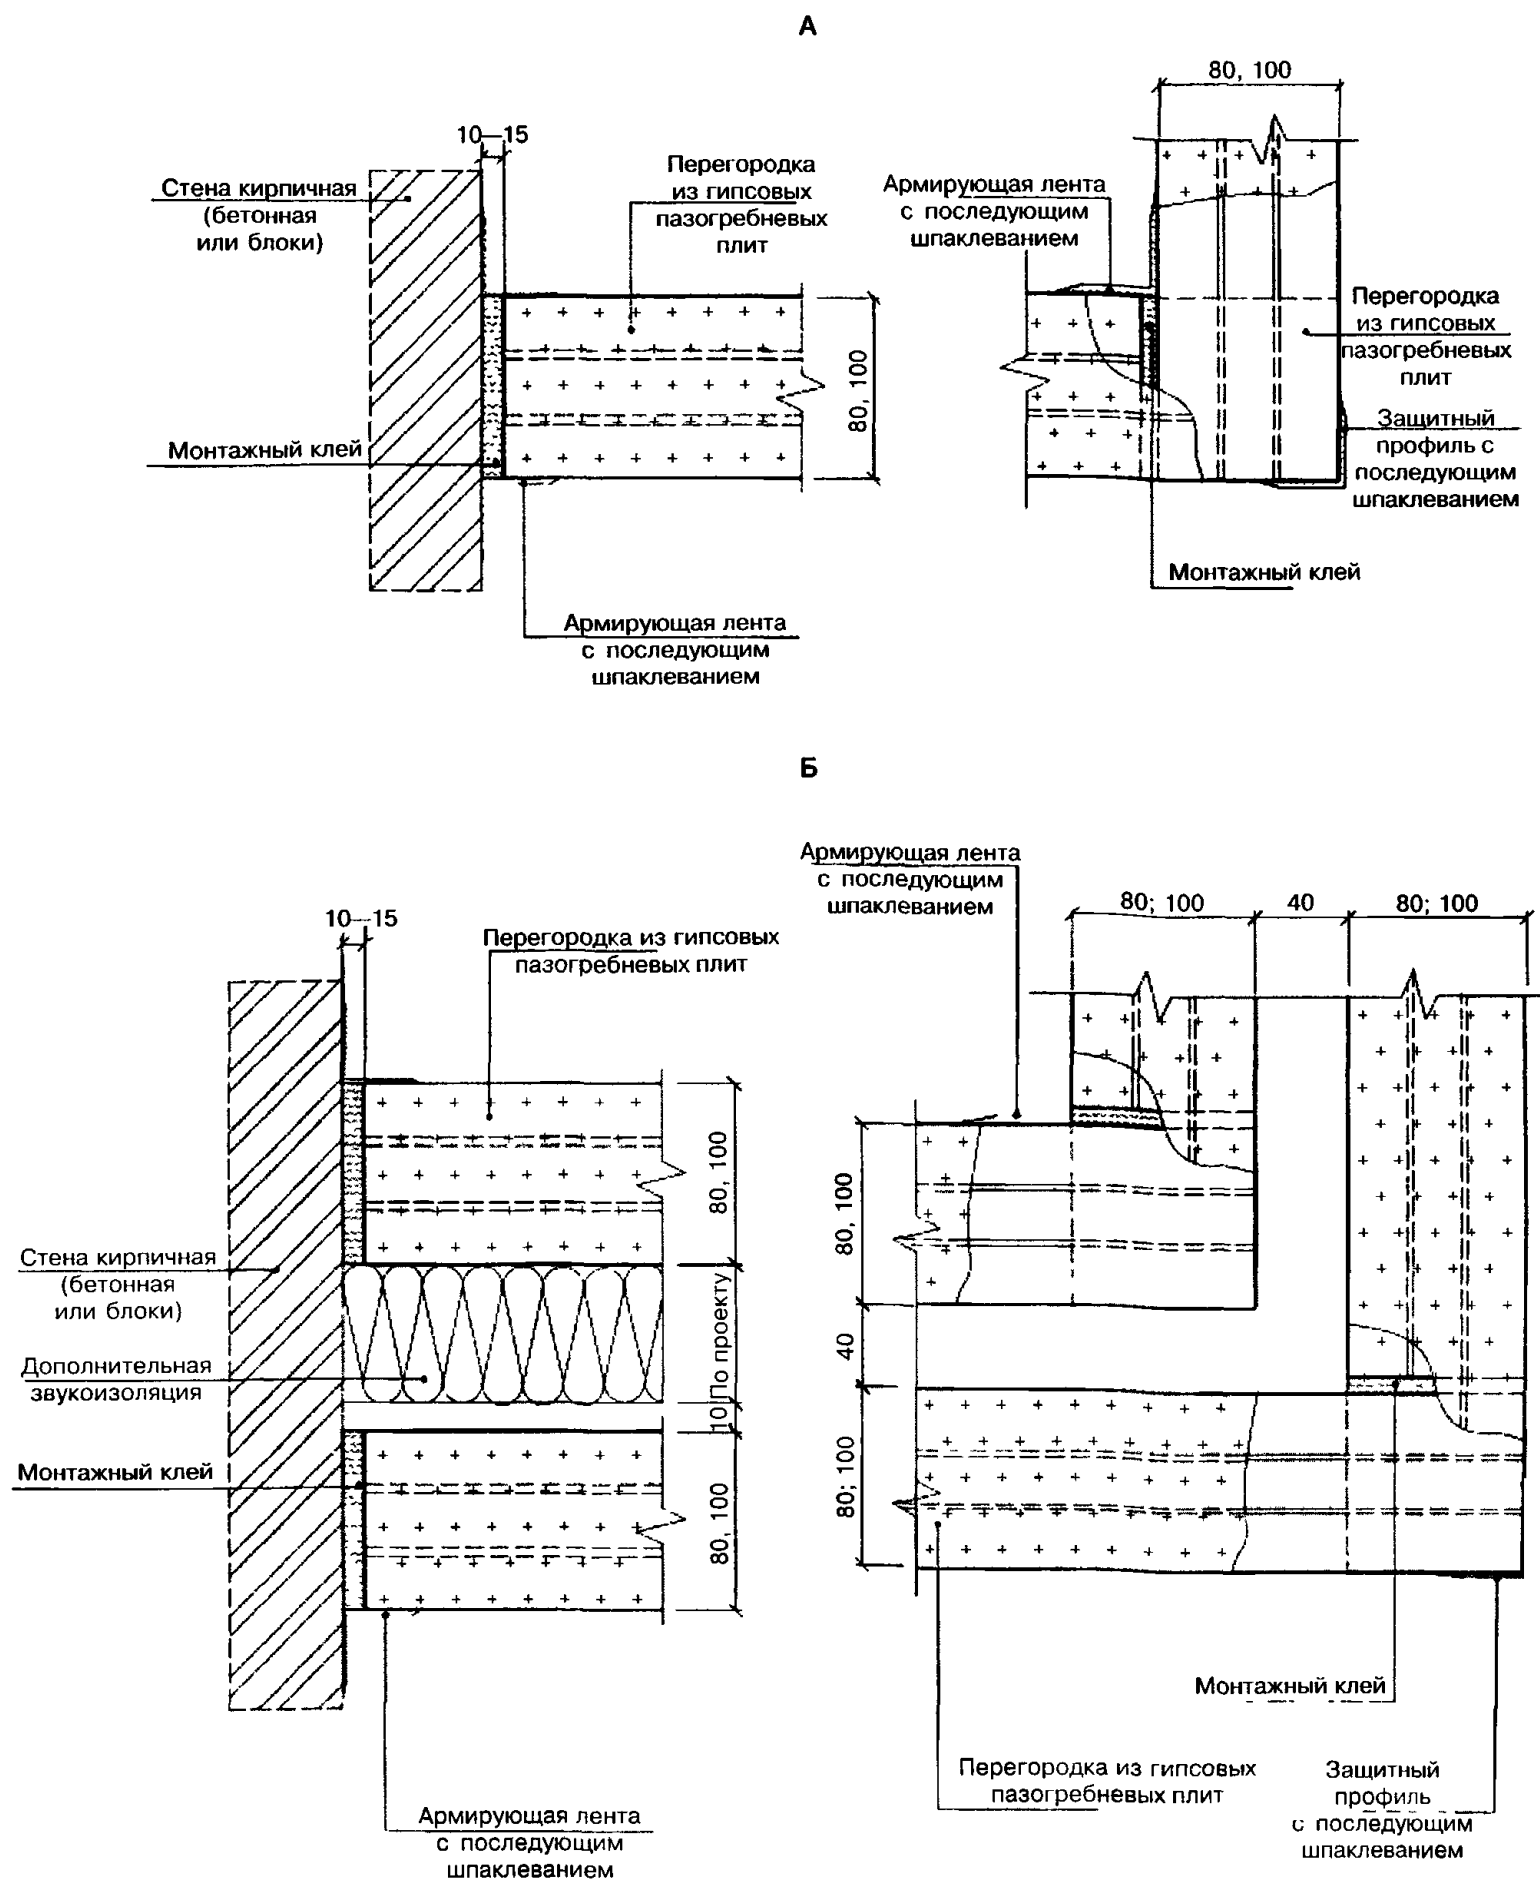 А
80, 100
10—15
Перегородка
из гипсовых
пазогребневых
плит
Стена кирпичная
(бетонная
или блоки)
Армирующая лента
с последующим
шпаклеванием
80, 100
Перегородка
из гипсовых
пазогребневых
плит
Защитный
профиль с
последующим
шпаклеванием
Монтажный клей
Монтажный клей
Армирующая лента
с последующим
шпаклеванием
Б
Армирующая лента
с последующим
шпаклеванием
80; 100
40
80; 100
10—15
Перегородка из гипсовых
пазогребневых плит
80, 100
80, 100
Стена кирпичная
(бетонная
или блоки)
По проекту
40
Дополнительная
звукоизоляция
10
Монтажный клей
80, 100
80; 100
Монтажный клей
Перегородка из гипсовых
пазогребневых плит
Защитный
профиль
с последующим
шпаклеванием
Армирующая лента
с последующим
шпаклеванием